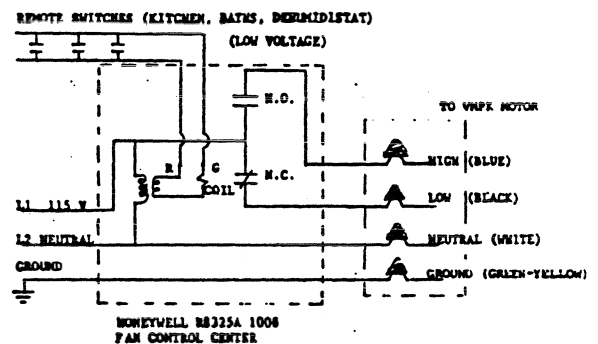 REMOTE SWITCHES (KITCHEN, BATHS, DEHUMIDISTAT)
(LOW VOLTAGE)
N.O.
TO VMPK MOTOR
HIGH (BLUE)
R G
COIL
N.C.
L1 115 V
LOW (BLACK)
L2 NEUTRAL
NEUTRAL (WHITE)
GROUND
GROUND (GREEN-YELLOW)
HONEYWELL R8325A 1006
FAN CONTROL CENTER